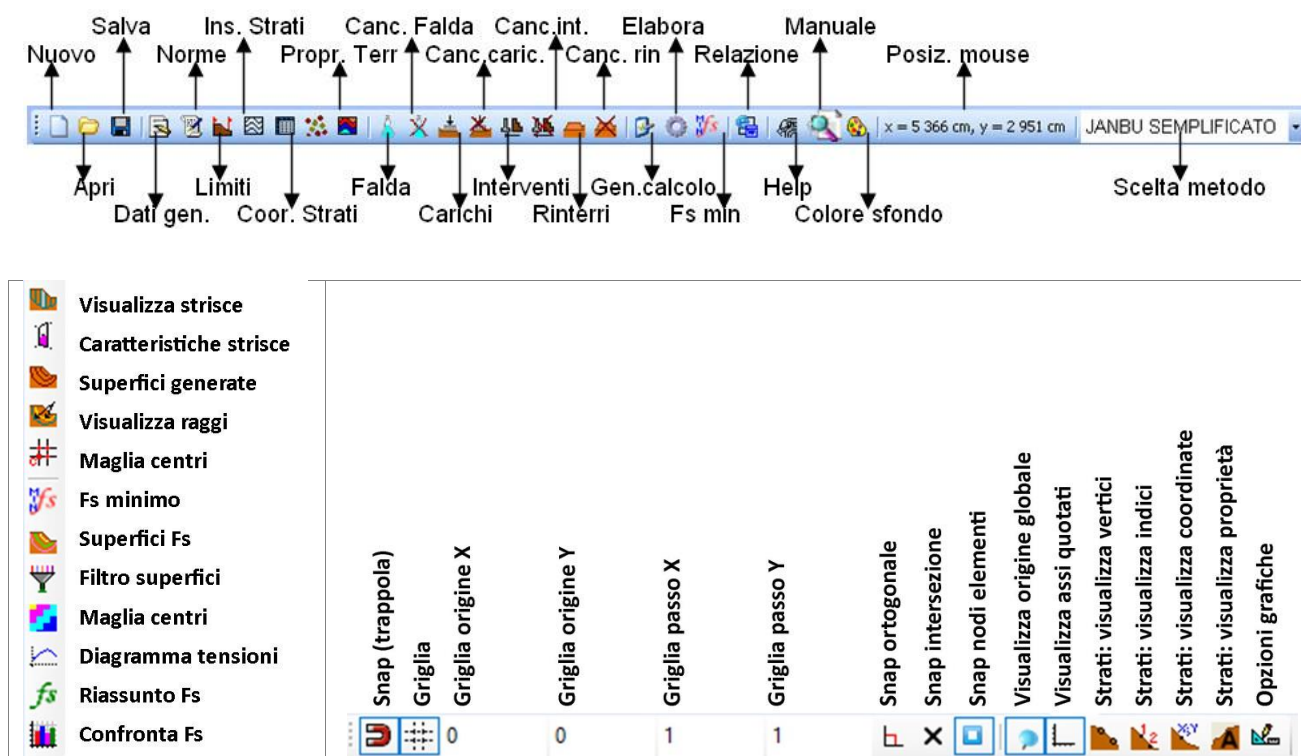 Salva Ins. Strati Canc. Falda Canc.int. Elabora Manuale
Nuovo Norme Propr. Terr Canc.caric. Canc. rin Relazione Posiz. mouse
x = 5 366 cm, y = 2 951 cm JANBU SEMPLIFICATO
Apri Limiti Falda Interventi Gen.calcolo Help Scelta metodo
Dati gen. Coor. Strati Carichi Rinterri Fs min Colore sfondo
Visualizza strisce
Caratteristiche strisce
Superfici generate
Visualizza raggi
Maglia centri
Fs minimo
Superfici Fs
Filtro superfici
Maglia centri
Diagramma tensioni
fs Riassunto Fs
Confronta Fs
Snap (trappola)
Griglia
Griglia origine X
Griglia origine Y
Griglia passo X
Griglia passo Y
Snap ortogonale
Snap intersezione
Snap nodi elementi
Visualizza origine globale
Visualizza assi quotati
Strati: visualizza vertici
Strati: visualizza indici
Strati: visualizza coordinate
Strati: visualizza proprietà
Opzioni grafiche
0 0 1 1